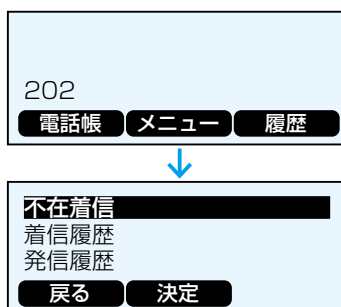 202
電話帳 メニュー 履歴
不在着信
着信履歴
発信履歴
戻る 決定